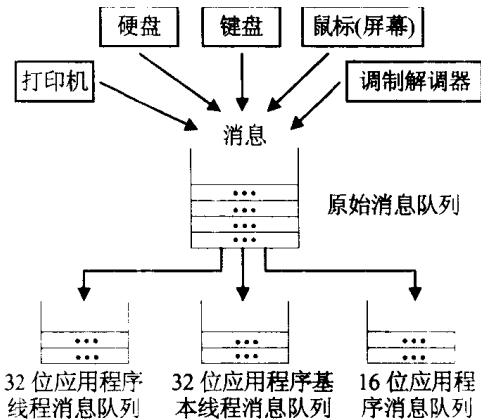 硬盘
键盘
鼠标(屏幕)
打印机
调制解调器
消息
原始消息队列
32 位应用程序
线程消息队列
32 位应用程序基
本线程消息队列
16 位应用程
序消息队列